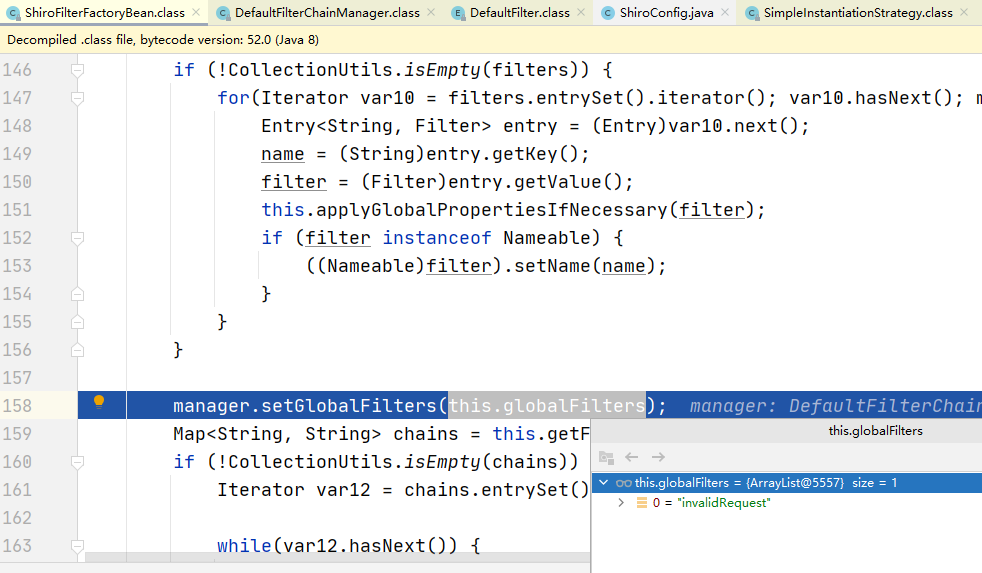 ShiroFilterFactoryBean.class DefaultFilterChainManager.class DefaultFilter.class ShiroConfig.java SimpleInstantiationStrategy.class
Decompiled .class file, bytecode version: 52.0 (Java 8)
146 if (!CollectionUtils.isEmpty(filters)) {
147 for(Iterator var10 = filters.entrySet().iterator(); var10.hasNext();
148 Entry<String, Filter> entry = (Entry)var10.next();
149 name = (String)entry.getKey();
150 filter = (Filter)entry.getValue();
151 this.applyGlobalPropertiesIfNecessary(filter);
152 if (filter instanceof Nameable) {
153 ((Nameable)filter).setName(name);
154 }
155 }
156 }
157
158 manager.setGlobalFilters(this.globalFilters); manager: DefaultFilterChain
159 Map<String, String> chains = this.getF
this.globalFilters
160 if (!CollectionUtils.isEmpty(chains))
161 Iterator var12 = chains.entrySet()
this.globalFilters = {ArrayList@5557} size = 1
0 = "invalidRequest"
162
163 while(var12.hasNext()) {